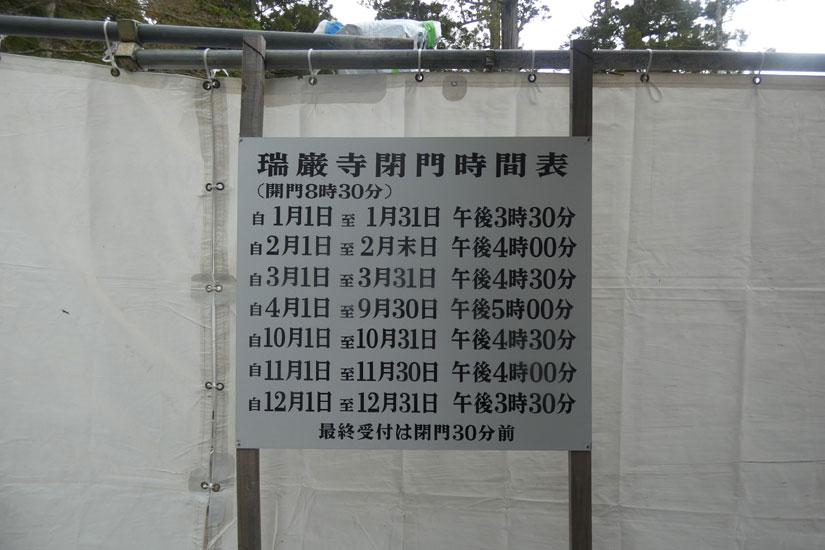 瑞巌寺閉門時間表
（開門8時30分）
自1月1日 至 1月31日 午後3時30分
自2月1日 至 2月末日 午後4時00分
自3月1日 至3月31日 午後4時30分
自4月1日 至9月30日 午後5時00分
自10月1日 至10月31日 午後4時30分
自11月1日 至11月30日 午後4時00分
自12月1日 至12月31日 午後3時30分
最終受付は閉門30分前